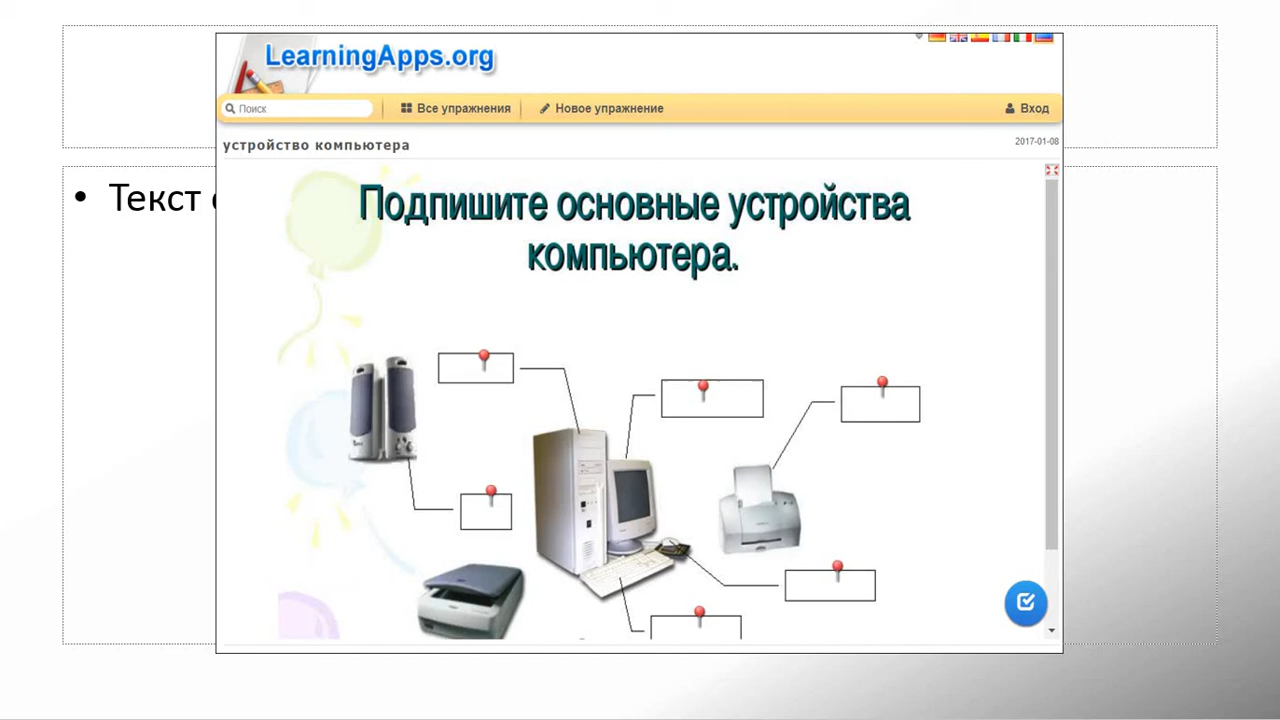 LearningApps.org
Поиск
Все упражнения
Новое упражнение
Вход
устройство компьютера
2017-01-08
• Текст
Подпишите основные устройства
компьютера.